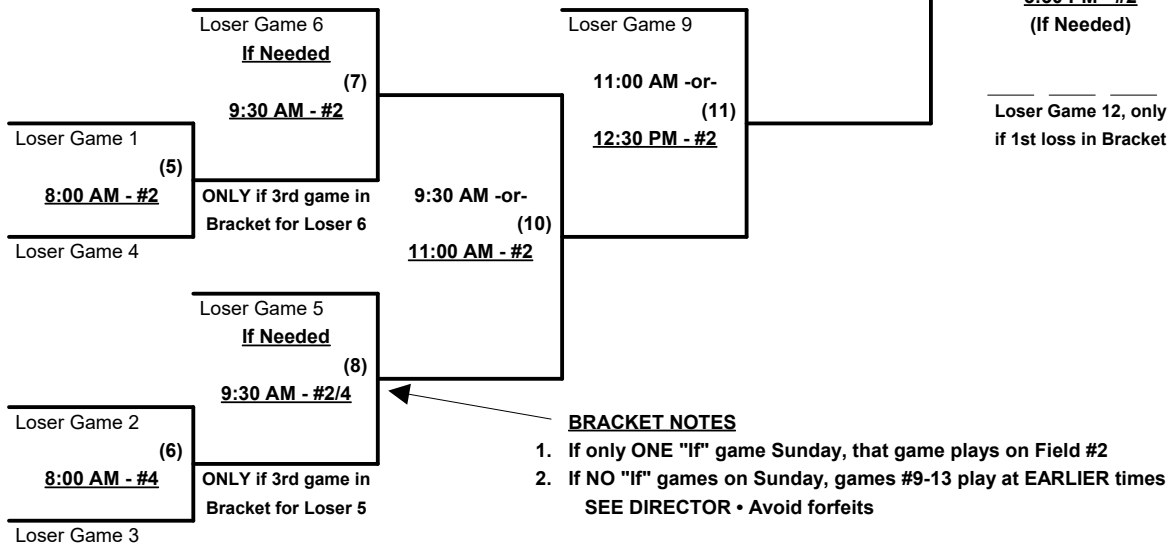 Loser Game 6
If Needed
(7)
9:30 AM - #2
Loser Game 1
(5)
8:00 AM - #2
Loser Game 4
ONLY if 3rd game in
Bracket for Loser 6
Loser Game 9
11:00 AM -or-
(11)
12:30 PM - #2
(If Needed)
Loser Game 12, only
if 1st loss in Bracket
9:30 AM -or-
(10)
11:00 AM - #2
Loser Game 5
If Needed
(8)
9:30 AM - #2/4
Loser Game 2
(6)
8:00 AM - #4
Loser Game 3
ONLY if 3rd game in
Bracket for Loser 5
BRACKET NOTES
1. If only ONE "If" game Sunday, that game plays on Field #2
2. If NO "If" games on Sunday, games #9-13 play at EARLIER times
SEE DIRECTOR • Avoid forfeits